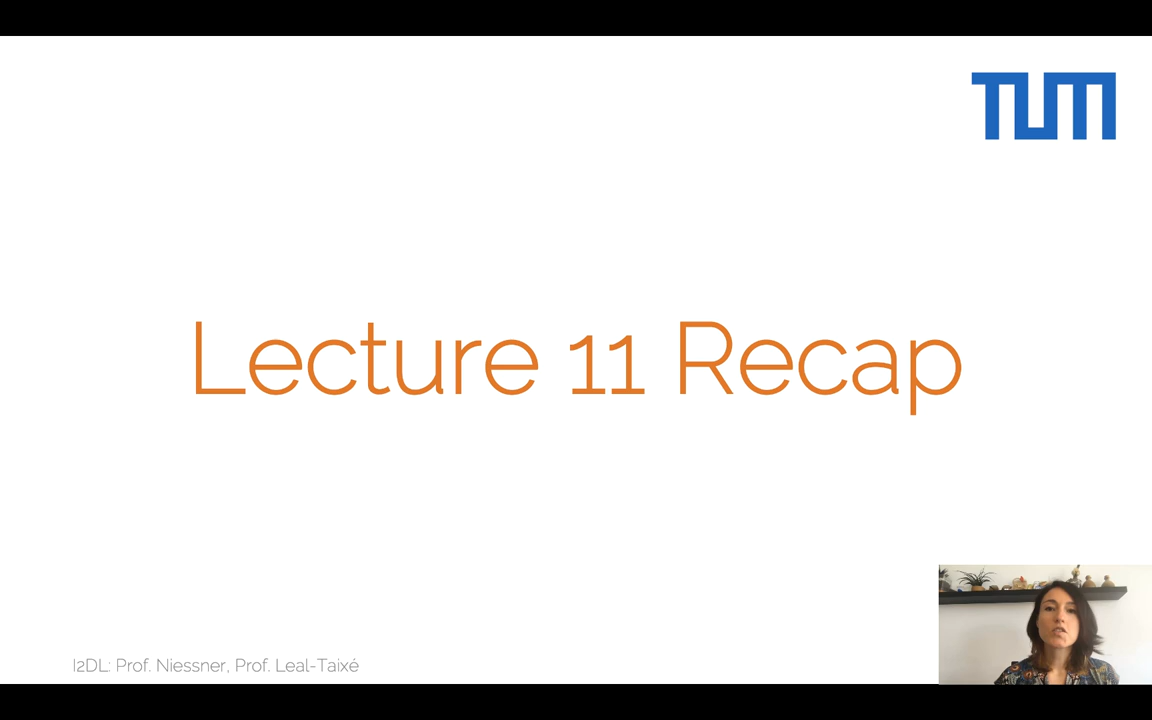 TUM
Lecture 11 Recap
I2DL: Prof. Niessner, Prof. Leal-Taixé